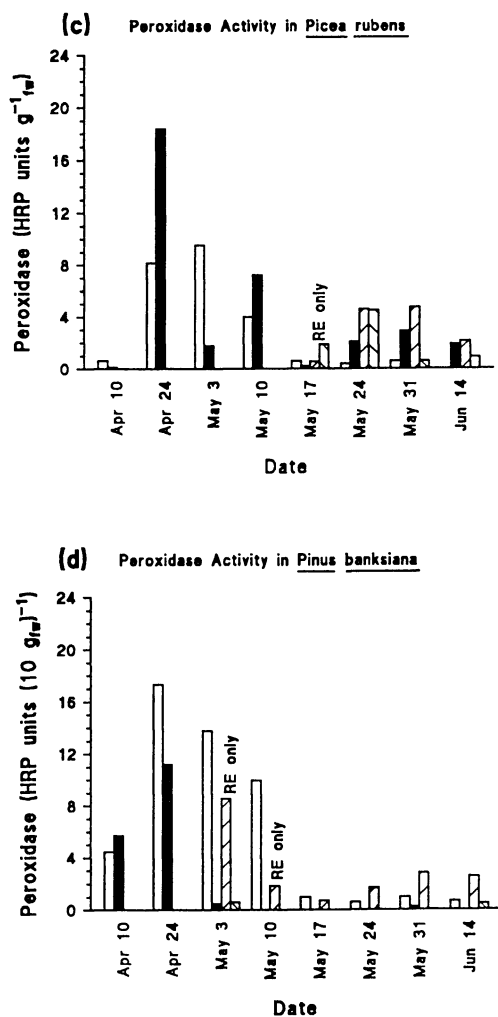 (c) Peroxidase Activity in Picea rubens
Peroxidase (HRP units g⁻¹fw)
24
20
16
12
8
4
0
RE only
Apr 10
Apr 24
May 3
May 10
May 17
May 24
May 31
Jun 14
Date
(d) Peroxidase Activity in Pinus banksiana
Peroxidase (HRP units (10 gfw)⁻¹)
24
20
16
12
8
4
0
RE only
RE only
Apr 10
Apr 24
May 3
May 10
May 17
May 24
May 31
Jun 14
Date